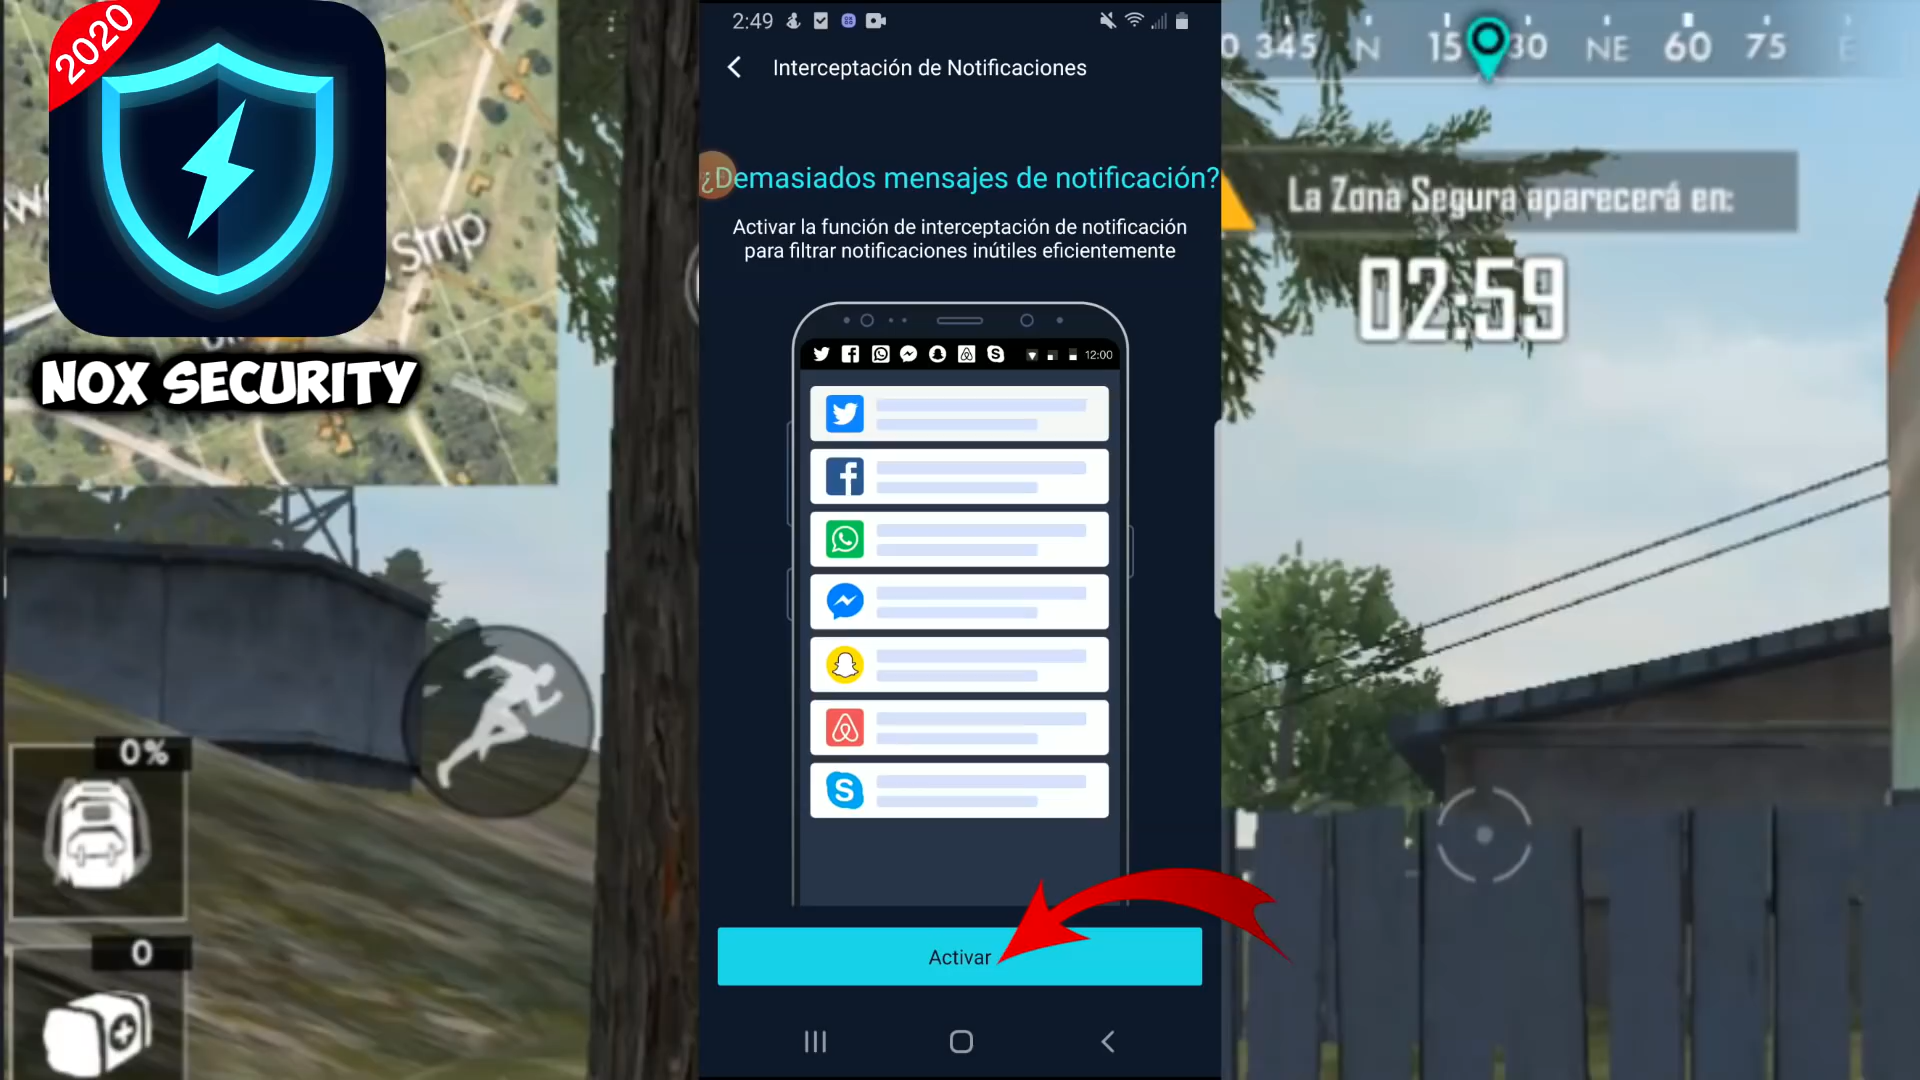 2020
NOX SECURITY
Strip
0%
0
2:49
Interceptación de Notificaciones
¿Demasiados mensajes de notificación?
Activar la función de interceptación de notificación
para filtrar notificaciones inútiles eficientemente
12:00
Activar
345 N 15 30 NE 60 75 E
La Zona Segura aparecerá en:
02:59